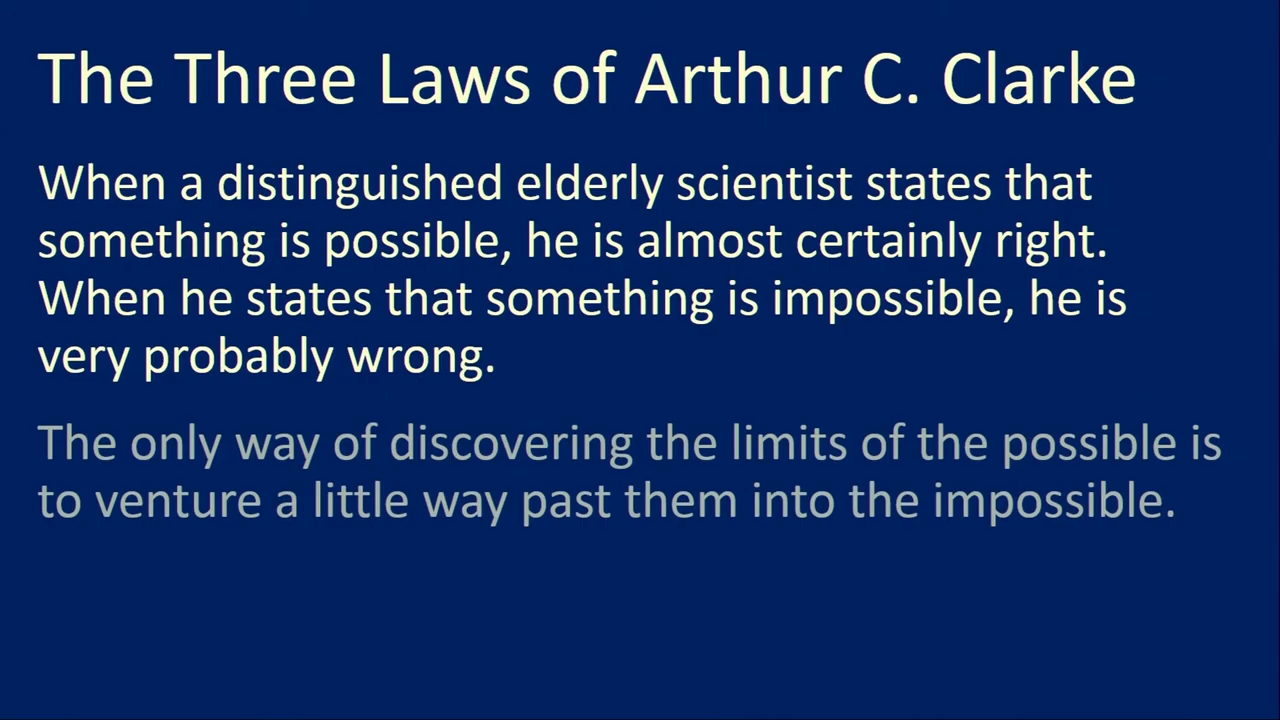 The Three Laws of Arthur C. Clarke
When a distinguished elderly scientist states that
something is possible, he is almost certainly right.
When he states that something is impossible, he is
very probably wrong.
The only way of discovering the limits of the possible is
to venture a little way past them into the impossible.